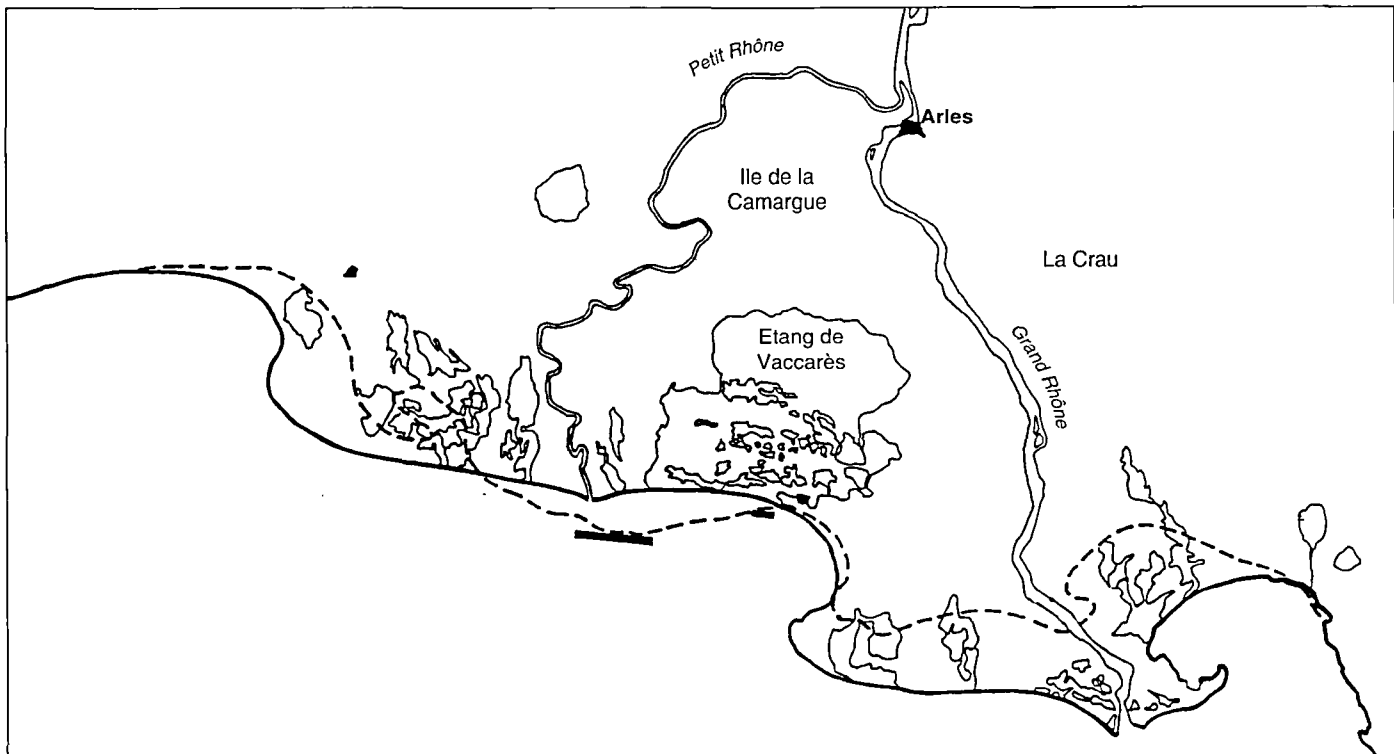 Petit Rhône
Arles
Ile de la
Camargue
La Crau
Etang de
Vaccarès
Grand Rhône